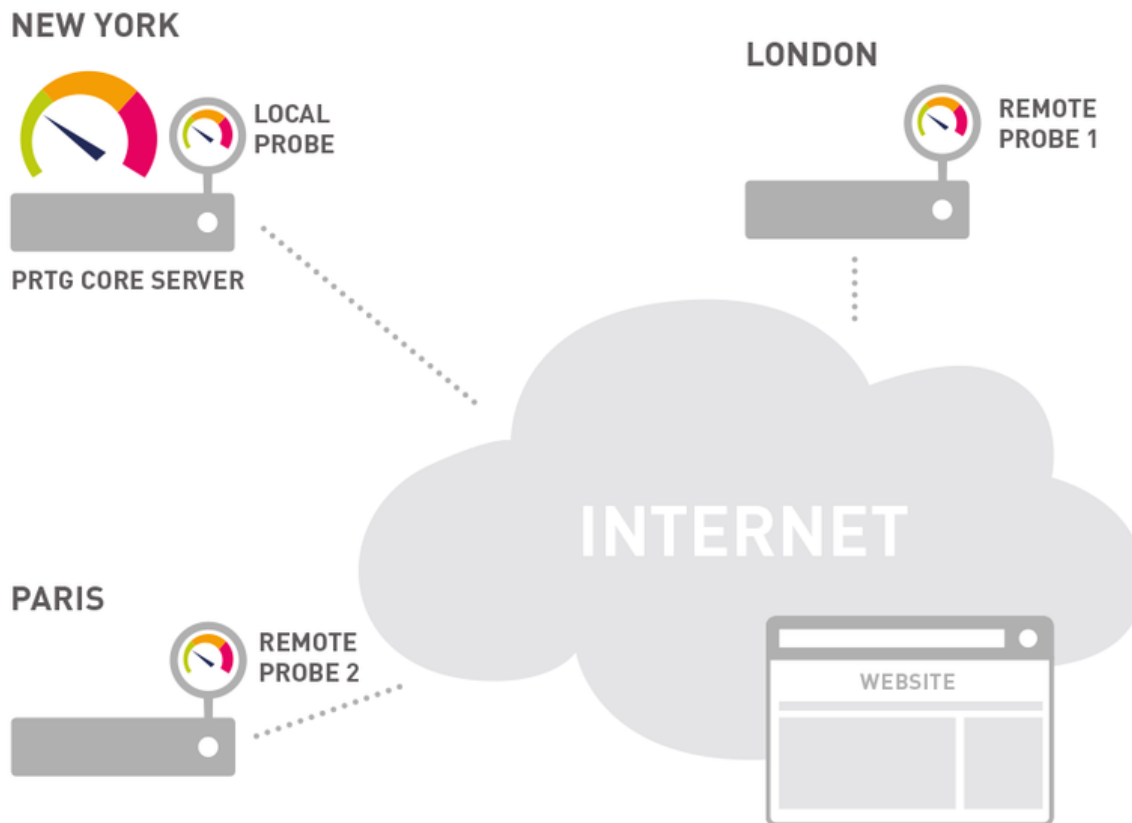 NEW YORK
LOCAL
PROBE
PRTG CORE SERVER
LONDON
REMOTE
PROBE 1
INTERNET
PARIS
REMOTE
PROBE 2
WEBSITE